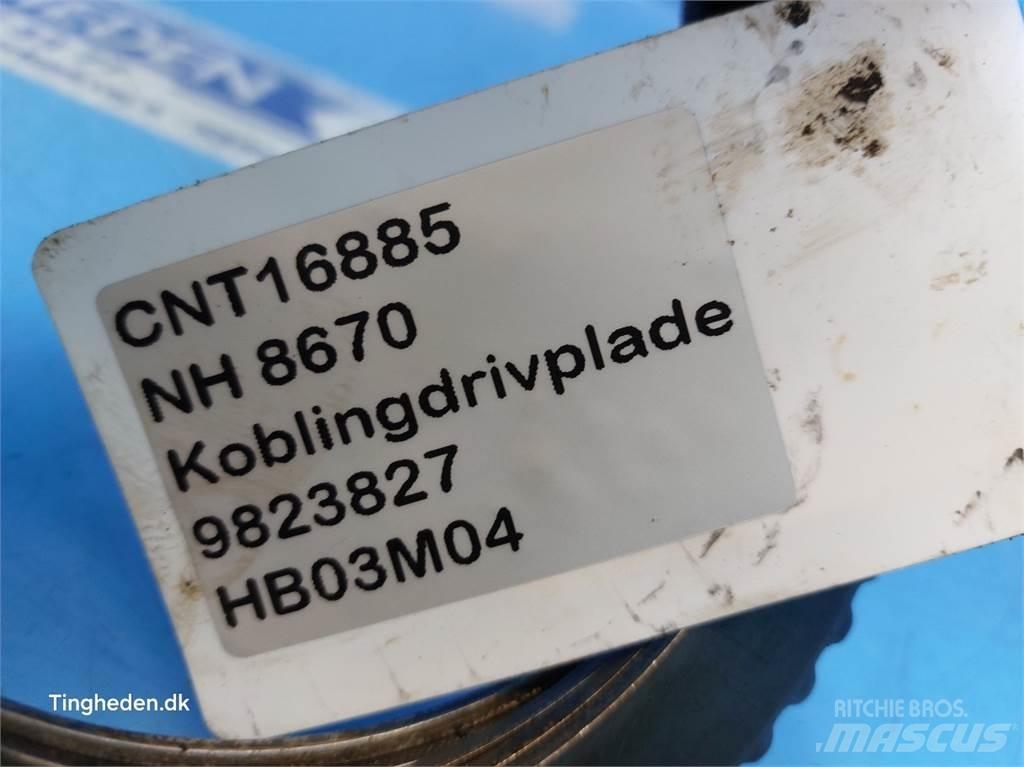 CNT16885
NH 8670
Koblingdrivplade
9823827
HB03M04
Tingheden.dk
RITCHIE BROS.
MASCUS